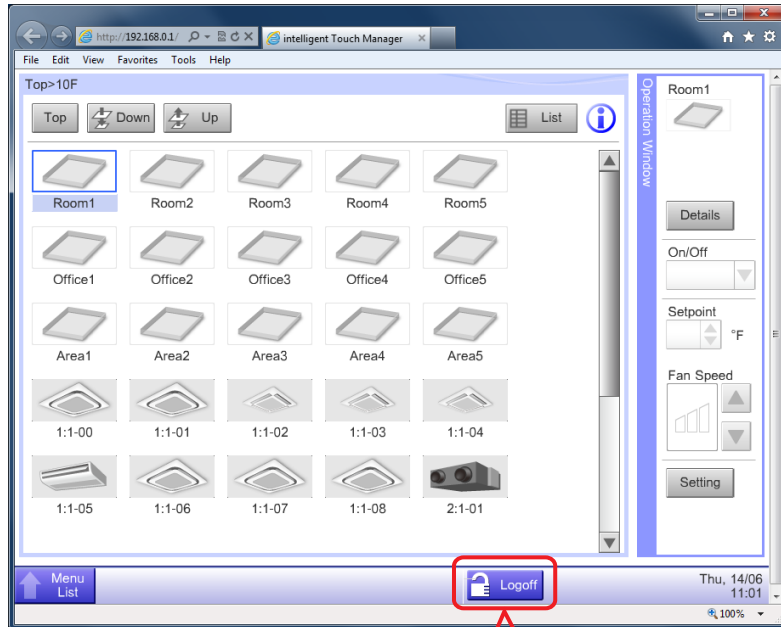 http://192.168.0.1/
intelligent Touch Manager
File Edit View Favorites Tools Help
Top>10F
Top Down Up List
Room1 Room2 Room3 Room4 Room5
Office1 Office2 Office3 Office4 Office5
Area1 Area2 Area3 Area4 Area5
1:1-00 1:1-01 1:1-02 1:1-03 1:1-04
1:1-05 1:1-06 1:1-07 1:1-08 2:1-01
Operation Window
Room1
Details
On/Off
Setpoint
°F
Fan Speed
Setting
Menu
List
Logoff
Thu, 14/06
11:01
100%